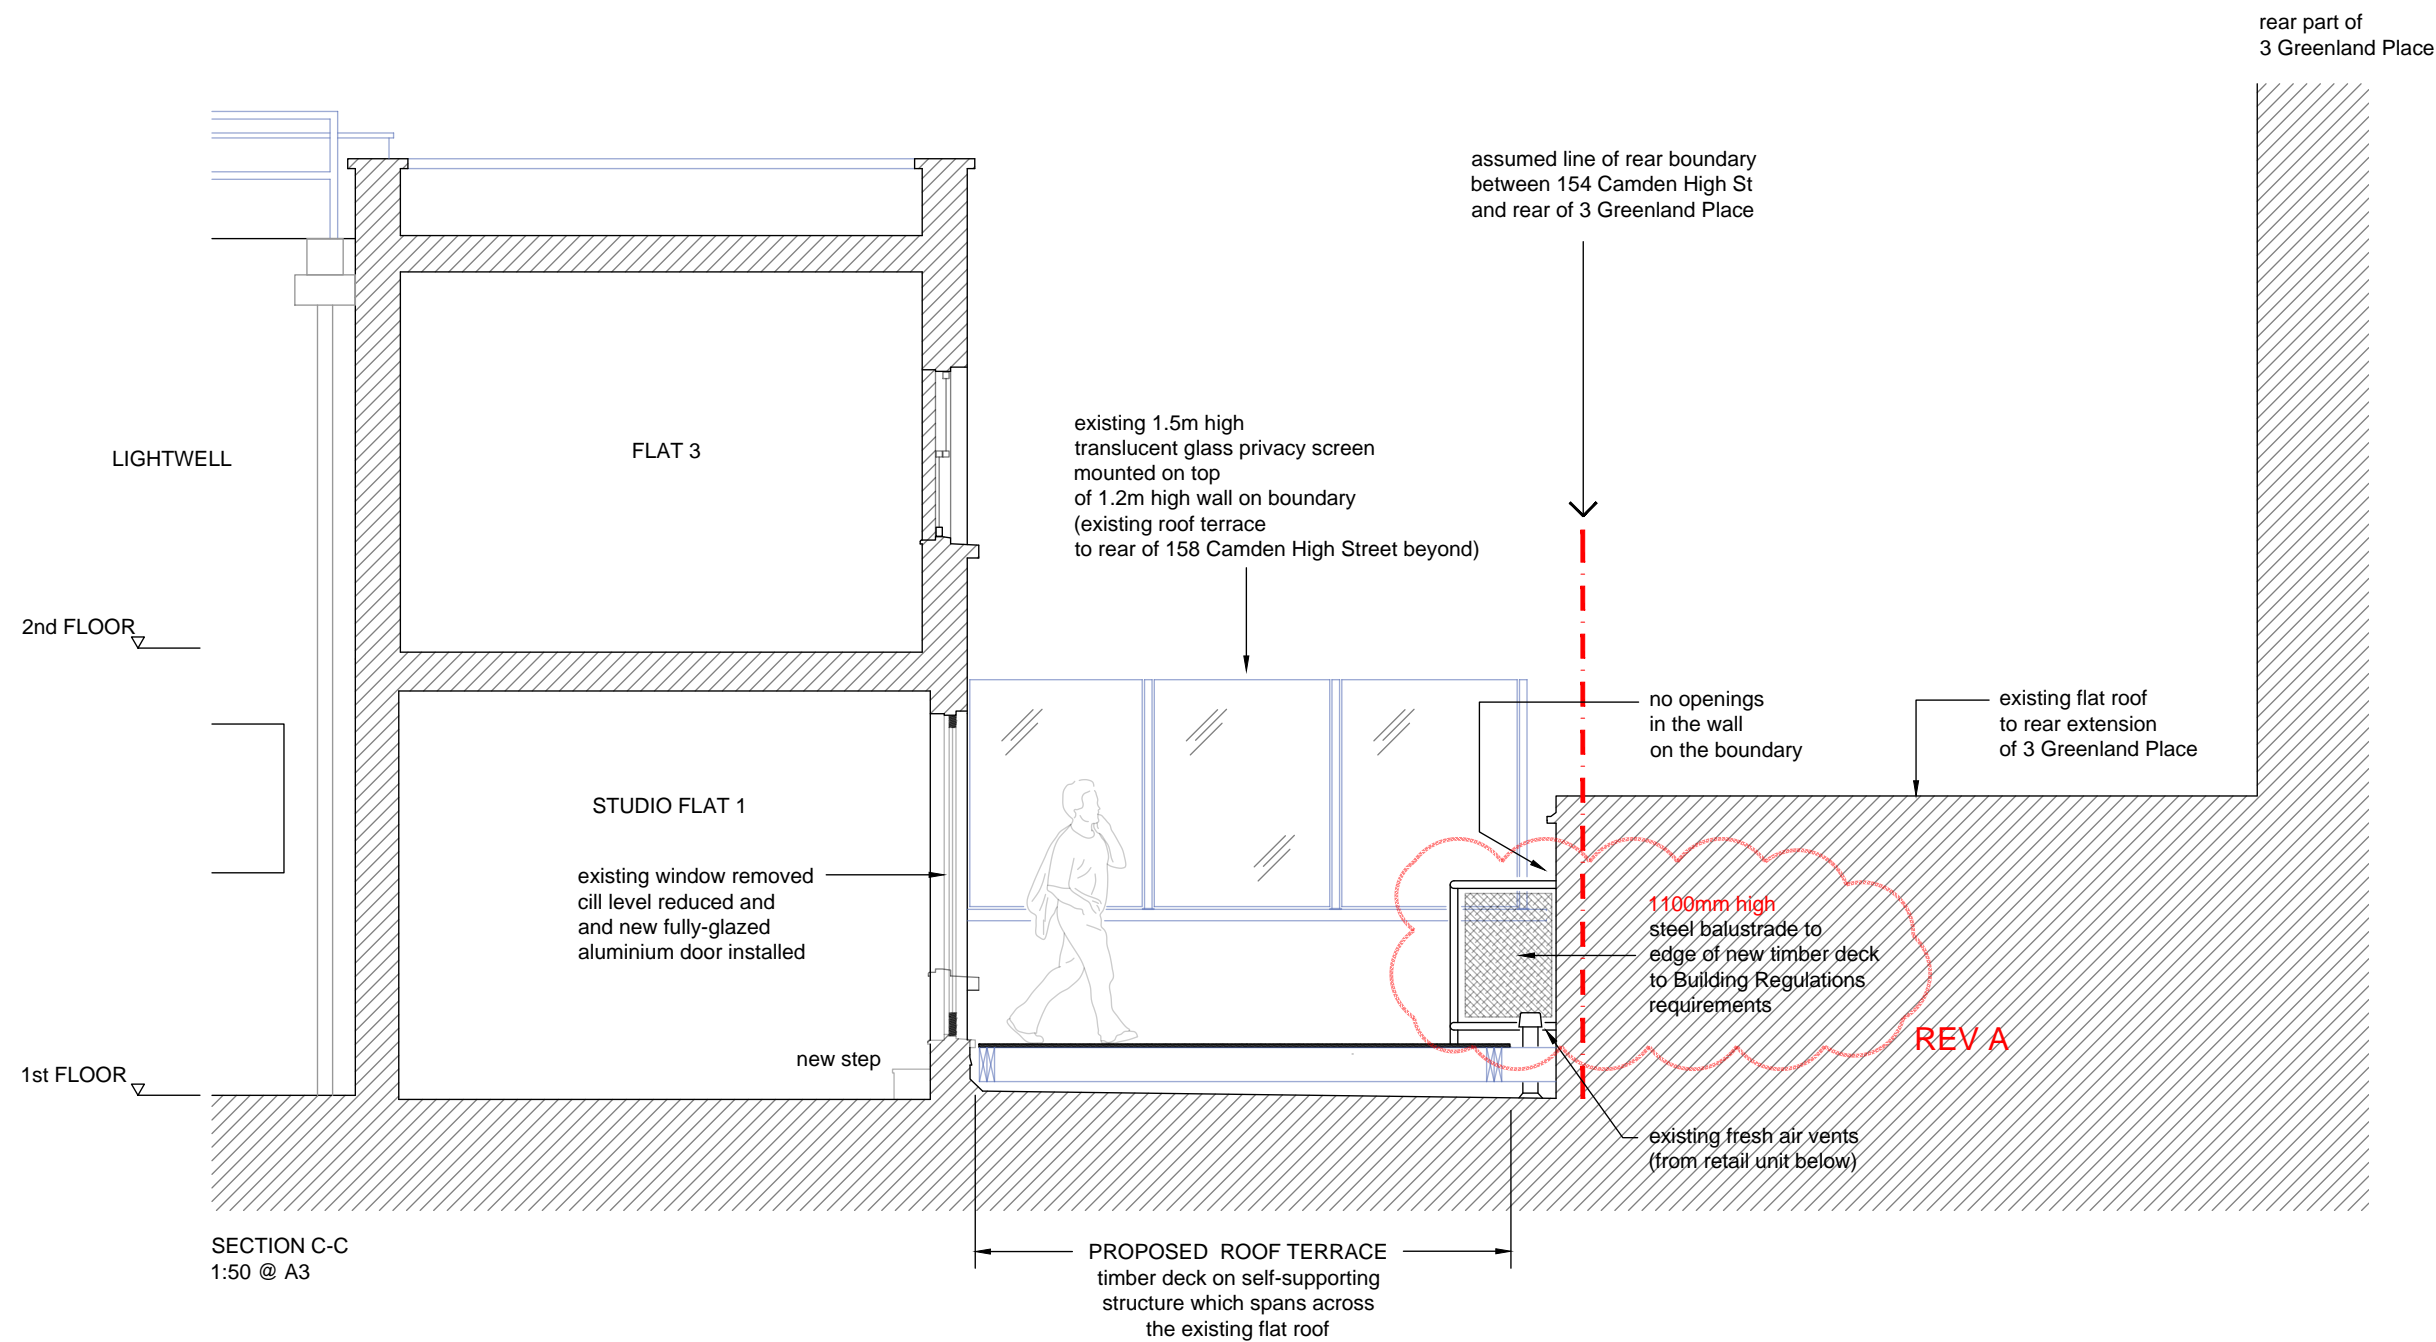 rear part of
3 Greenland Place
assumed line of rear boundary
between 154 Camden High St
and rear of 3 Greenland Place
existing 1.5m high
translucent glass privacy screen
mounted on top
of 1.2m high wall on boundary
(existing roof terrace
to rear of 158 Camden High Street beyond)
LIGHTWELL
FLAT 3
2nd FLOOR
no openings
in the wall
on the boundary
existing flat roof
to rear extension
of 3 Greenland Place
STUDIO FLAT 1
existing window removed
cill level reduced and
and new fully-glazed
aluminium door installed
1100mm high
steel balustrade to
edge of new timber deck
to Building Regulations
requirements
REV A
new step
1st FLOOR
existing fresh air vents
(from retail unit below)
SECTION C-C
1:50 @ A3
PROPOSED ROOF TERRACE
timber deck on self-supporting
structure which spans across
the existing flat roof